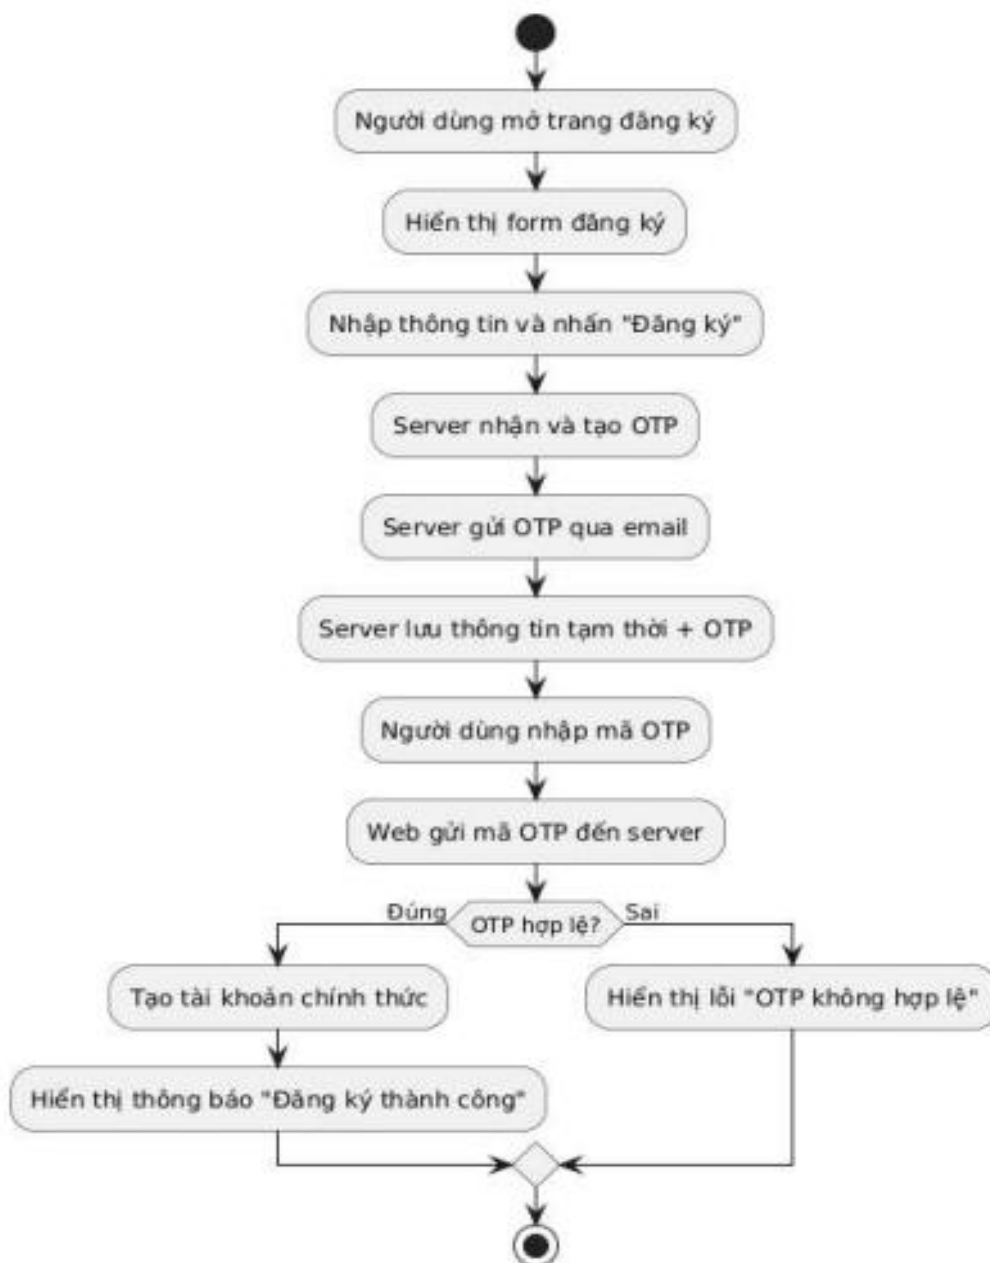 Người dùng mở trang đăng ký
Hiển thị form đăng ký
Nhập thông tin và nhấn "Đăng ký"
Server nhận và tạo OTP
Server gửi OTP qua email
Server lưu thông tin tạm thời + OTP
Người dùng nhập mã OTP
Web gửi mã OTP đến server
Đúng
OTP hợp lệ?
Sai
Tạo tài khoản chính thức
Hiển thị lỗi "OTP không hợp lệ"
Hiển thị thông báo "Đăng ký thành công"